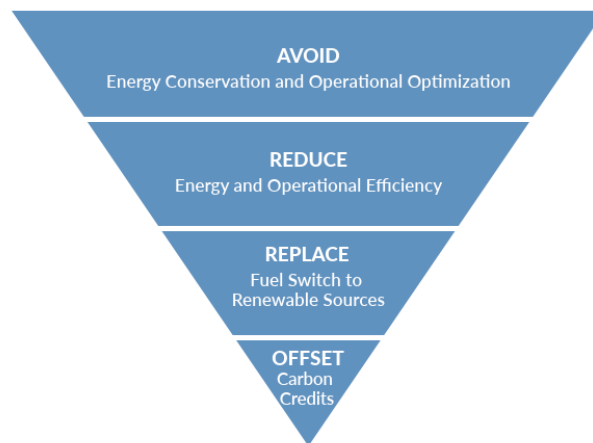 AVOID
Energy Conservation and Operational Optimization
REDUCE
Energy and Operational Efficiency
REPLACE
Fuel Switch to
Renewable Sources
OFFSET
Carbon
Credits